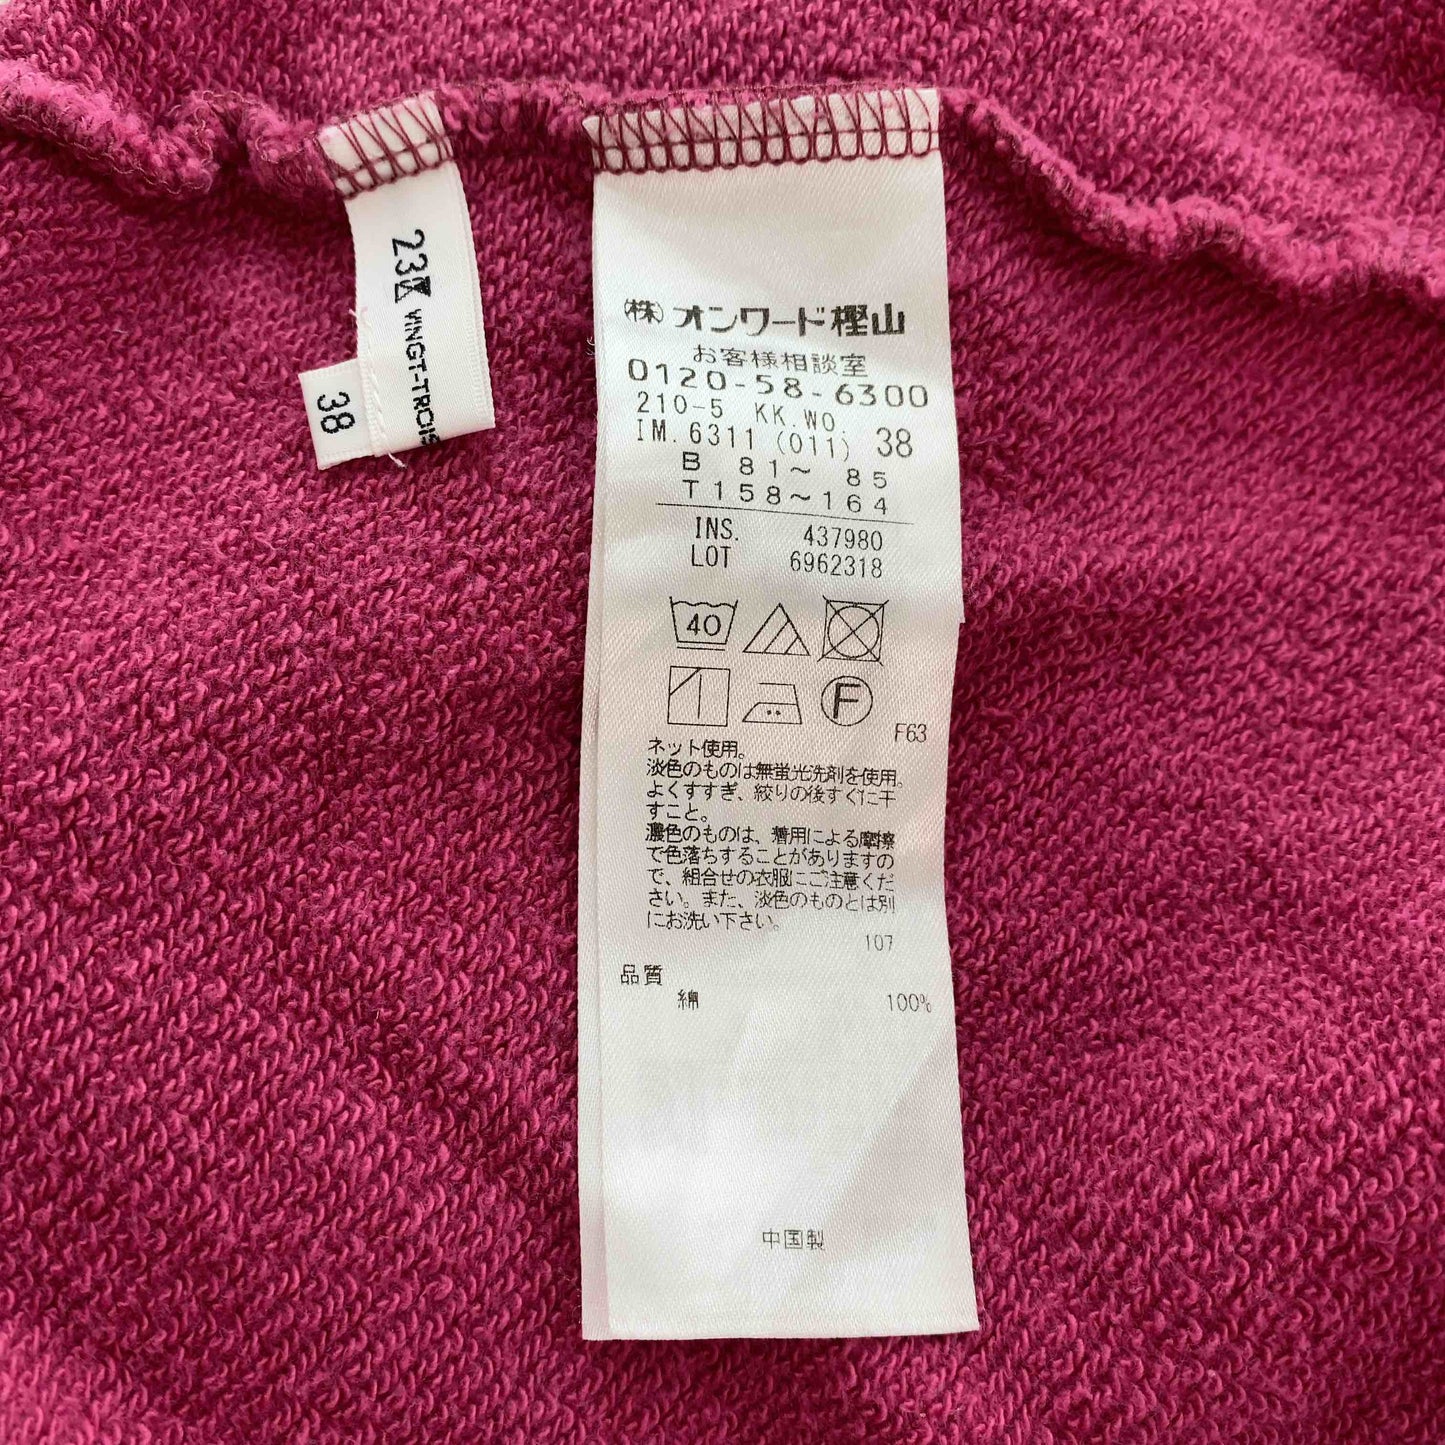 23区 VINGT-TROIS
38
(株)オンワード樫山
お客様相談室
0120-58-6300
210-5 KK.WO.
IM.6311 (011) 38
B 81~ 85
T158~164
INS. 437980
LOT 6962318
40
F
F63
ネット使用。
淡色のものは無蛍光洗剤を使用。
よくすすぎ、絞りの後すぐに干
すこと。
濃色のものは、着用による摩擦
で色落ちすることがありますの
で、組合せの衣服にご注意くだ
さい。また、淡色のものとは別
にお洗い下さい。
107
品質
綿 100%
中国製